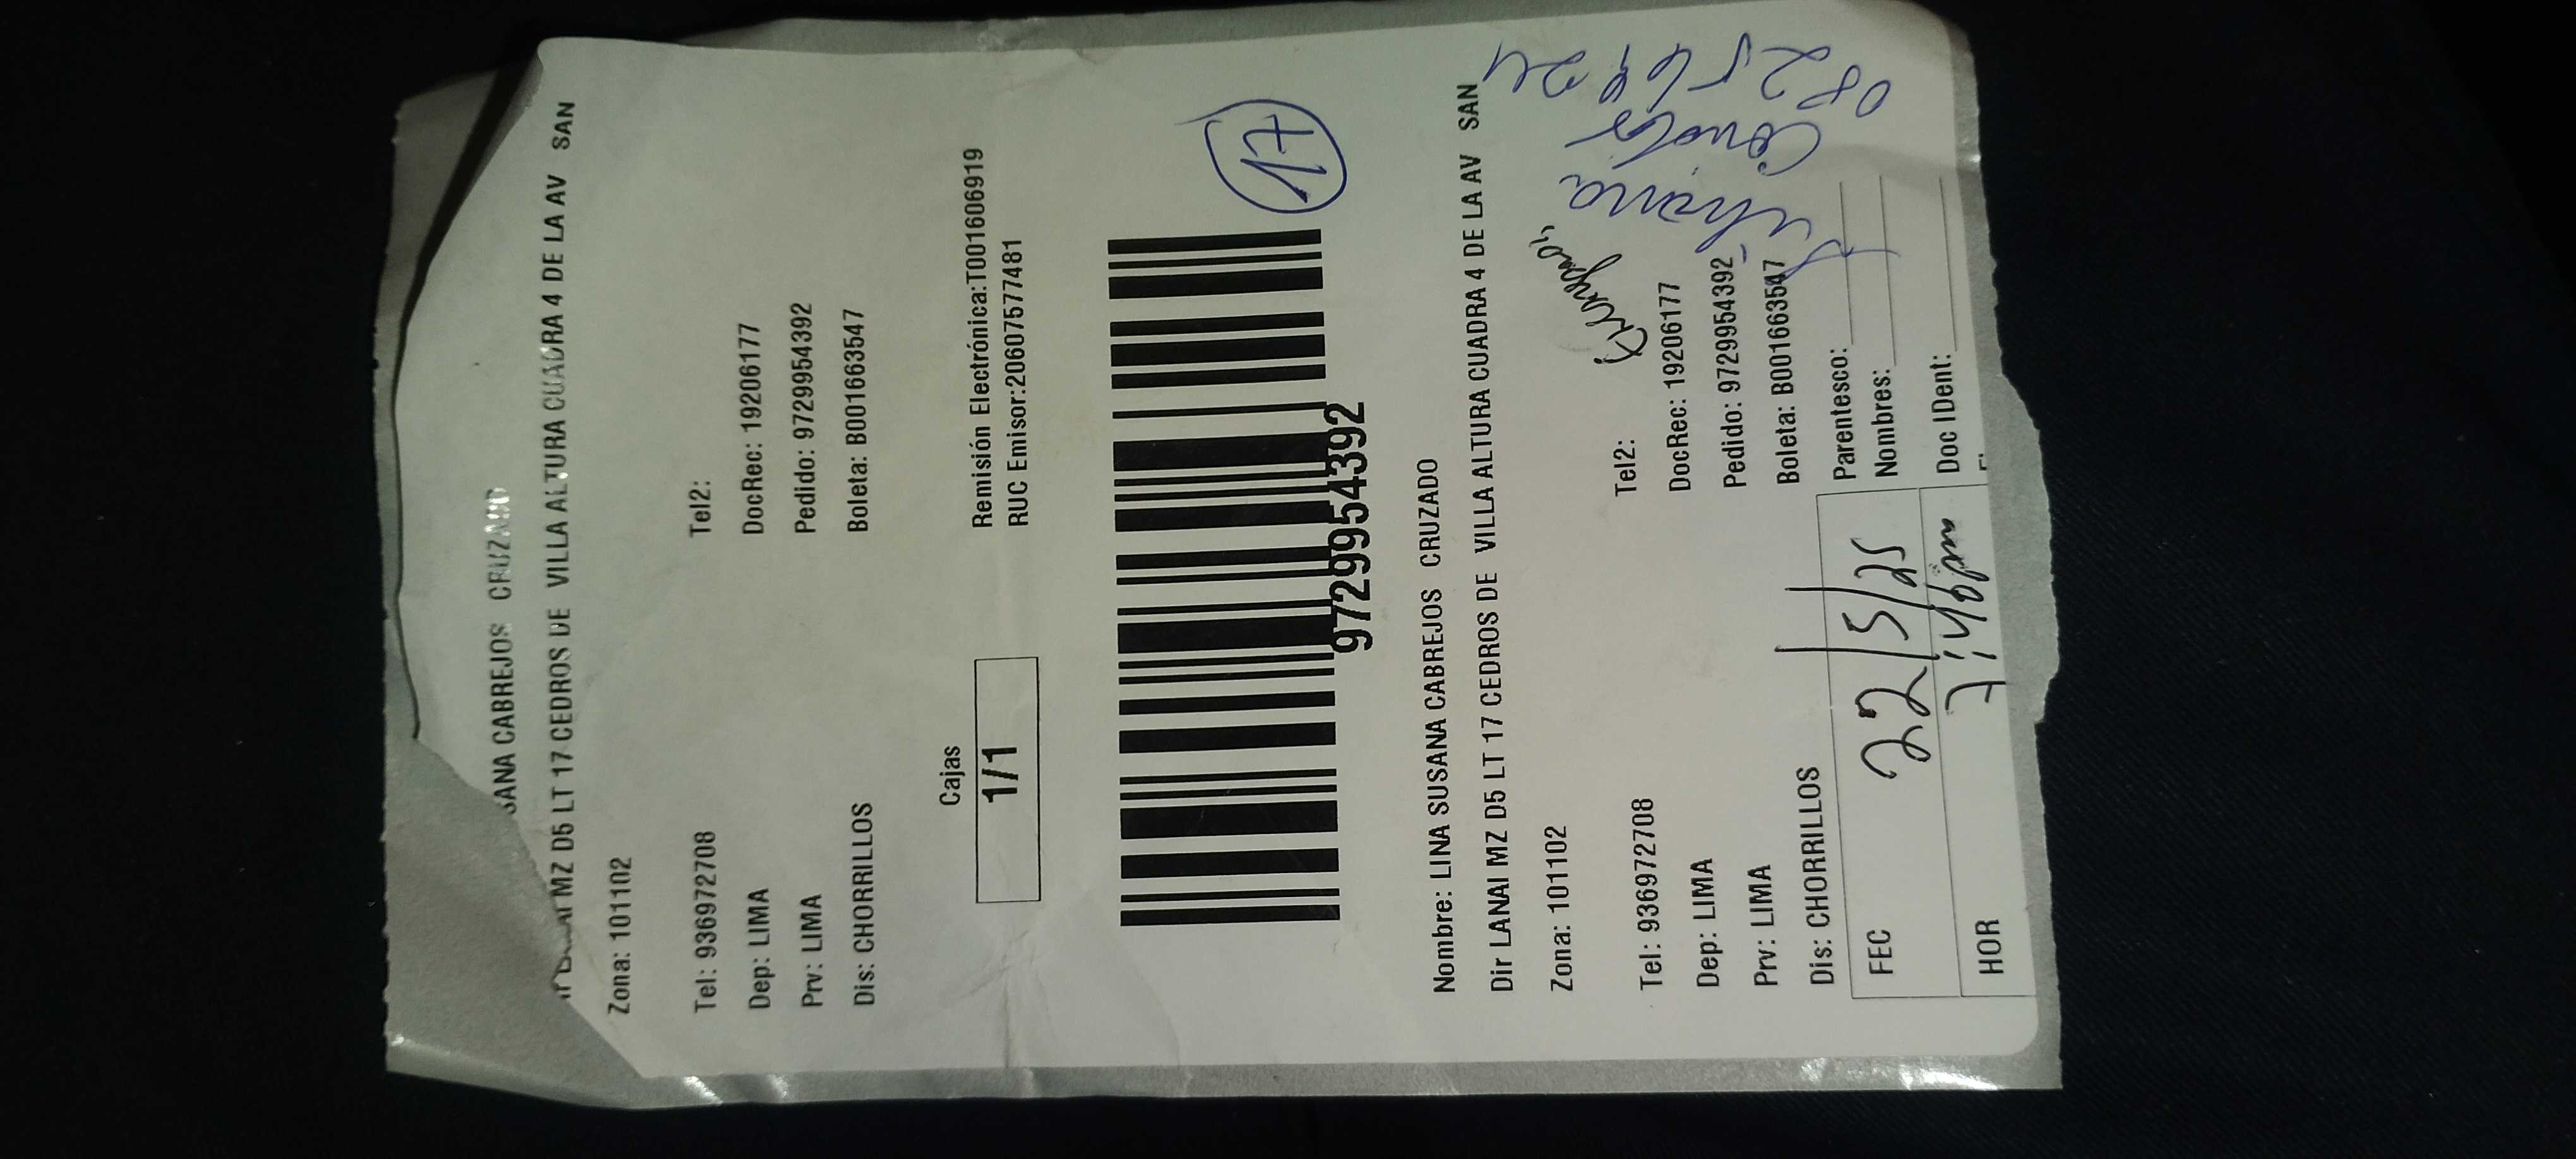 SANA CABREJOS CRUZADO
MZ D5 LT 17 CEDROS DE VILLA ALTURA CUADRA 4 DE LA AV SAN
Zona: 101102
Tel: 936972708
Tel2:
Dep: LIMA
DocRec: 19206177
Prv: LIMA
Pedido: 9729954392
Dis: CHORRILLOS
Boleta: B001663547
Cajas
1/1
Remisión Electrónica:T001606919
RUC Emisor:20607577481
17
9729954392
Nombre: LINA SUSANA CABREJOS CRUZADO
Dir LANAI MZ D5 LT 17 CEDROS DE VILLA ALTURA CUADRA 4 DE LA AV SAN
Zona: 101102
Tel: 936972708
Tel2:
Dep: LIMA
DocRec: 19206177
Prv: LIMA
Pedido: 9729954392
Dis: CHORRILLOS
Boleta: B001663547
FEC 22/5/25
Parentesco:
Nombres:
HOR 7:40pm
Doc IDent: